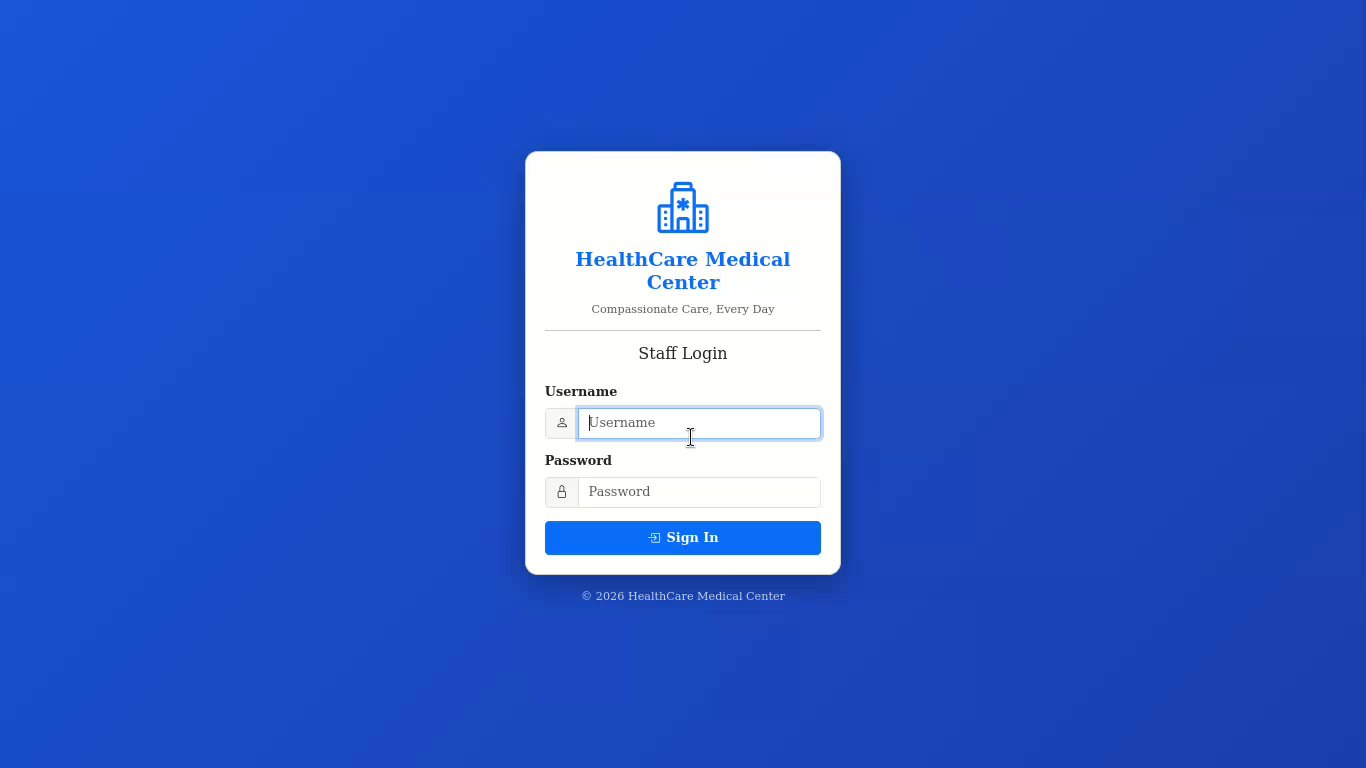 HealthCare Medical
Center
Compassionate Care, Every Day
Staff Login
Username
Username
Password
Password
Sign In
© 2026 HealthCare Medical Center